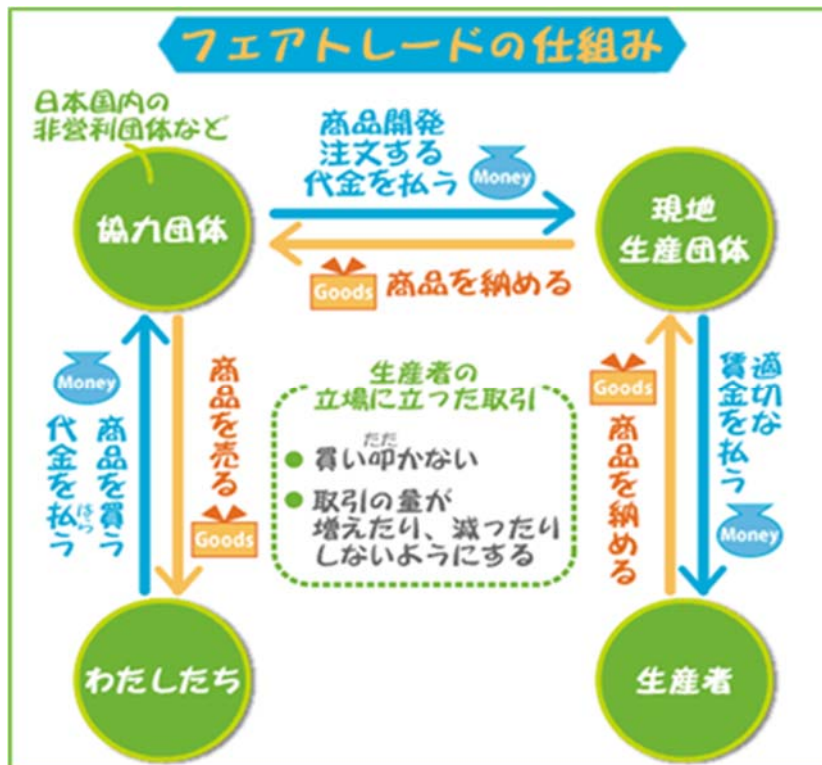 フェアトレードの仕組み
日本国内の
非営利団体など
協力団体
商品開発
注文する
代金を払う
Money
現地
生産団体
Goods
商品を納める
Money
商品を買う
代金を払う
はら
商品を売る
Goods
生産者の
立場に立った取引
たた
● 買い叩かない
● 取引の量が
増えたり、減ったり
しないようにする
Goods
商品を納める
適切な
賃金を払う
Money
わたしたち
生産者